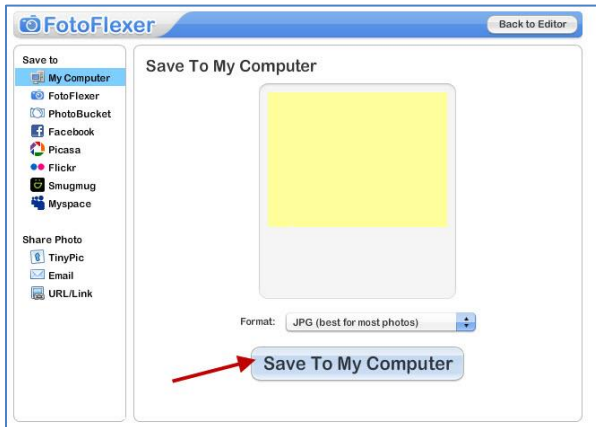 FotoFlexer
Back to Editor
Save to
My Computer
FotoFlexer
PhotoBucket
Facebook
Picasa
Flickr
Smugmug
Myspace
Share Photo
TinyPic
Email
URL/Link
Save To My Computer
Format: JPG (best for most photos)
Save To My Computer